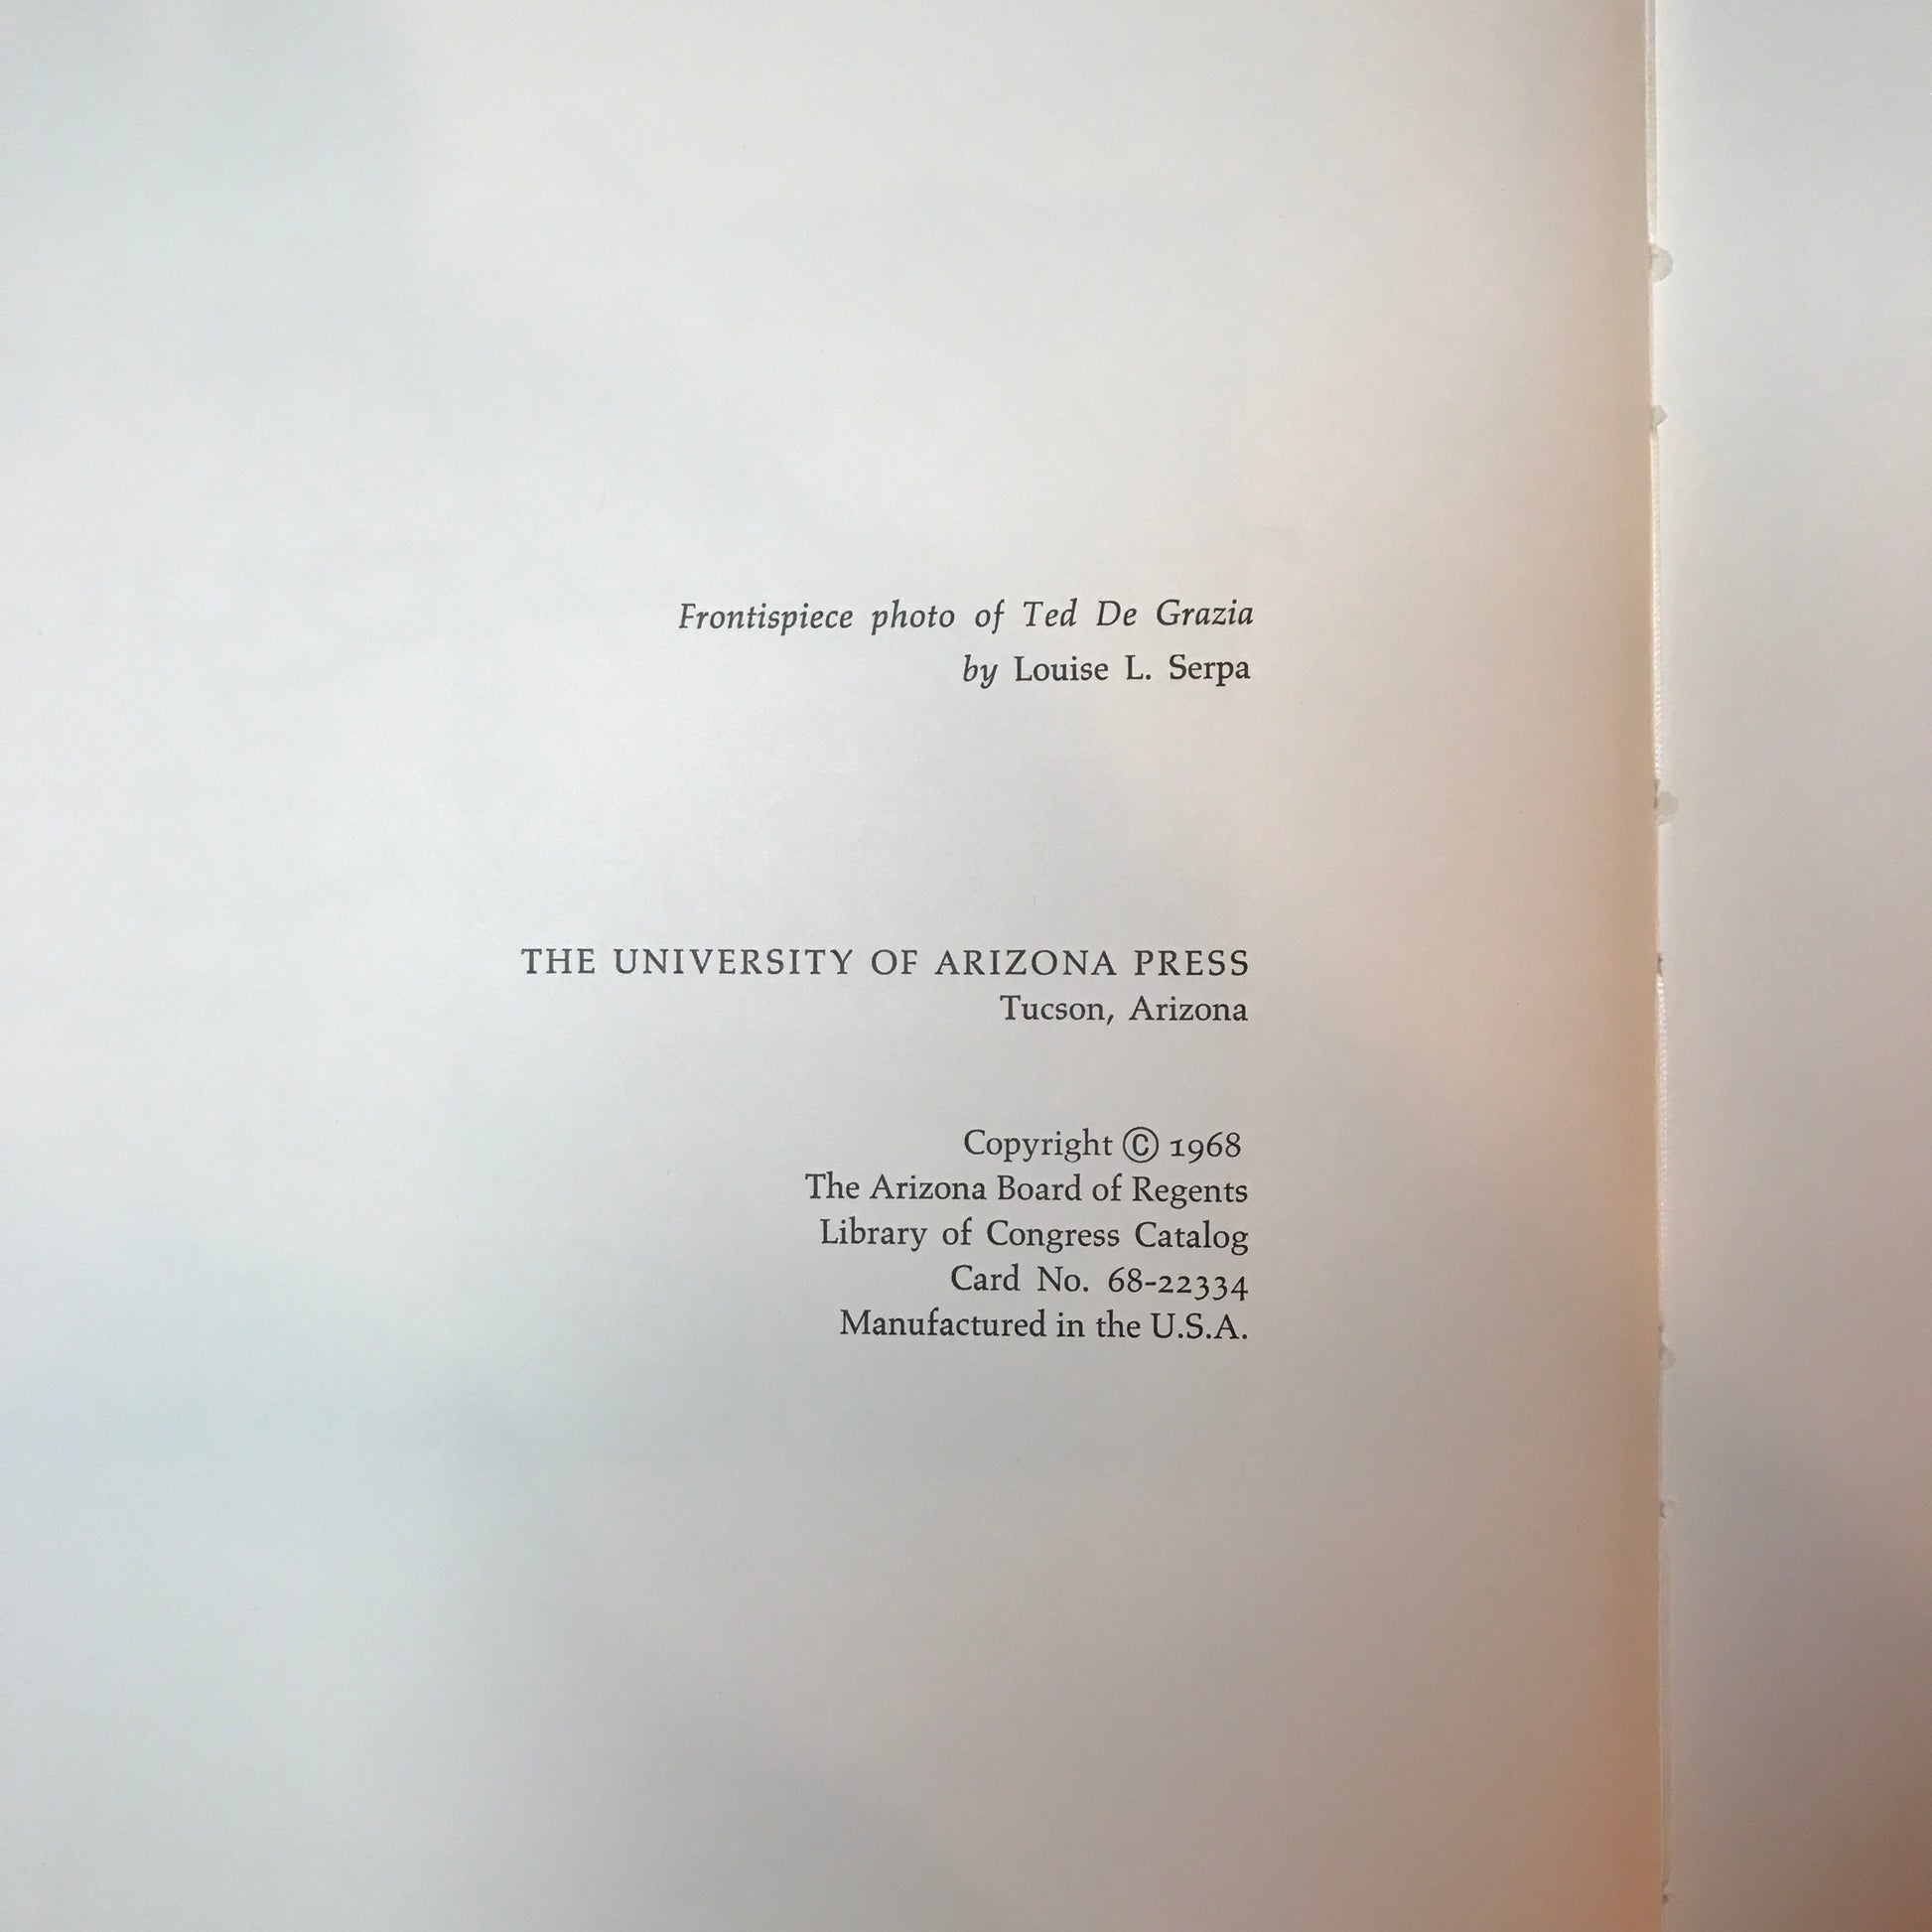 Frontispiece photo of Ted De Grazia
by Louise L. Serpa
THE UNIVERSITY OF ARIZONA PRESS
Tucson, Arizona
Copyright © 1968
The Arizona Board of Regents
Library of Congress Catalog
Card No. 68-22334
Manufactured in the U.S.A.